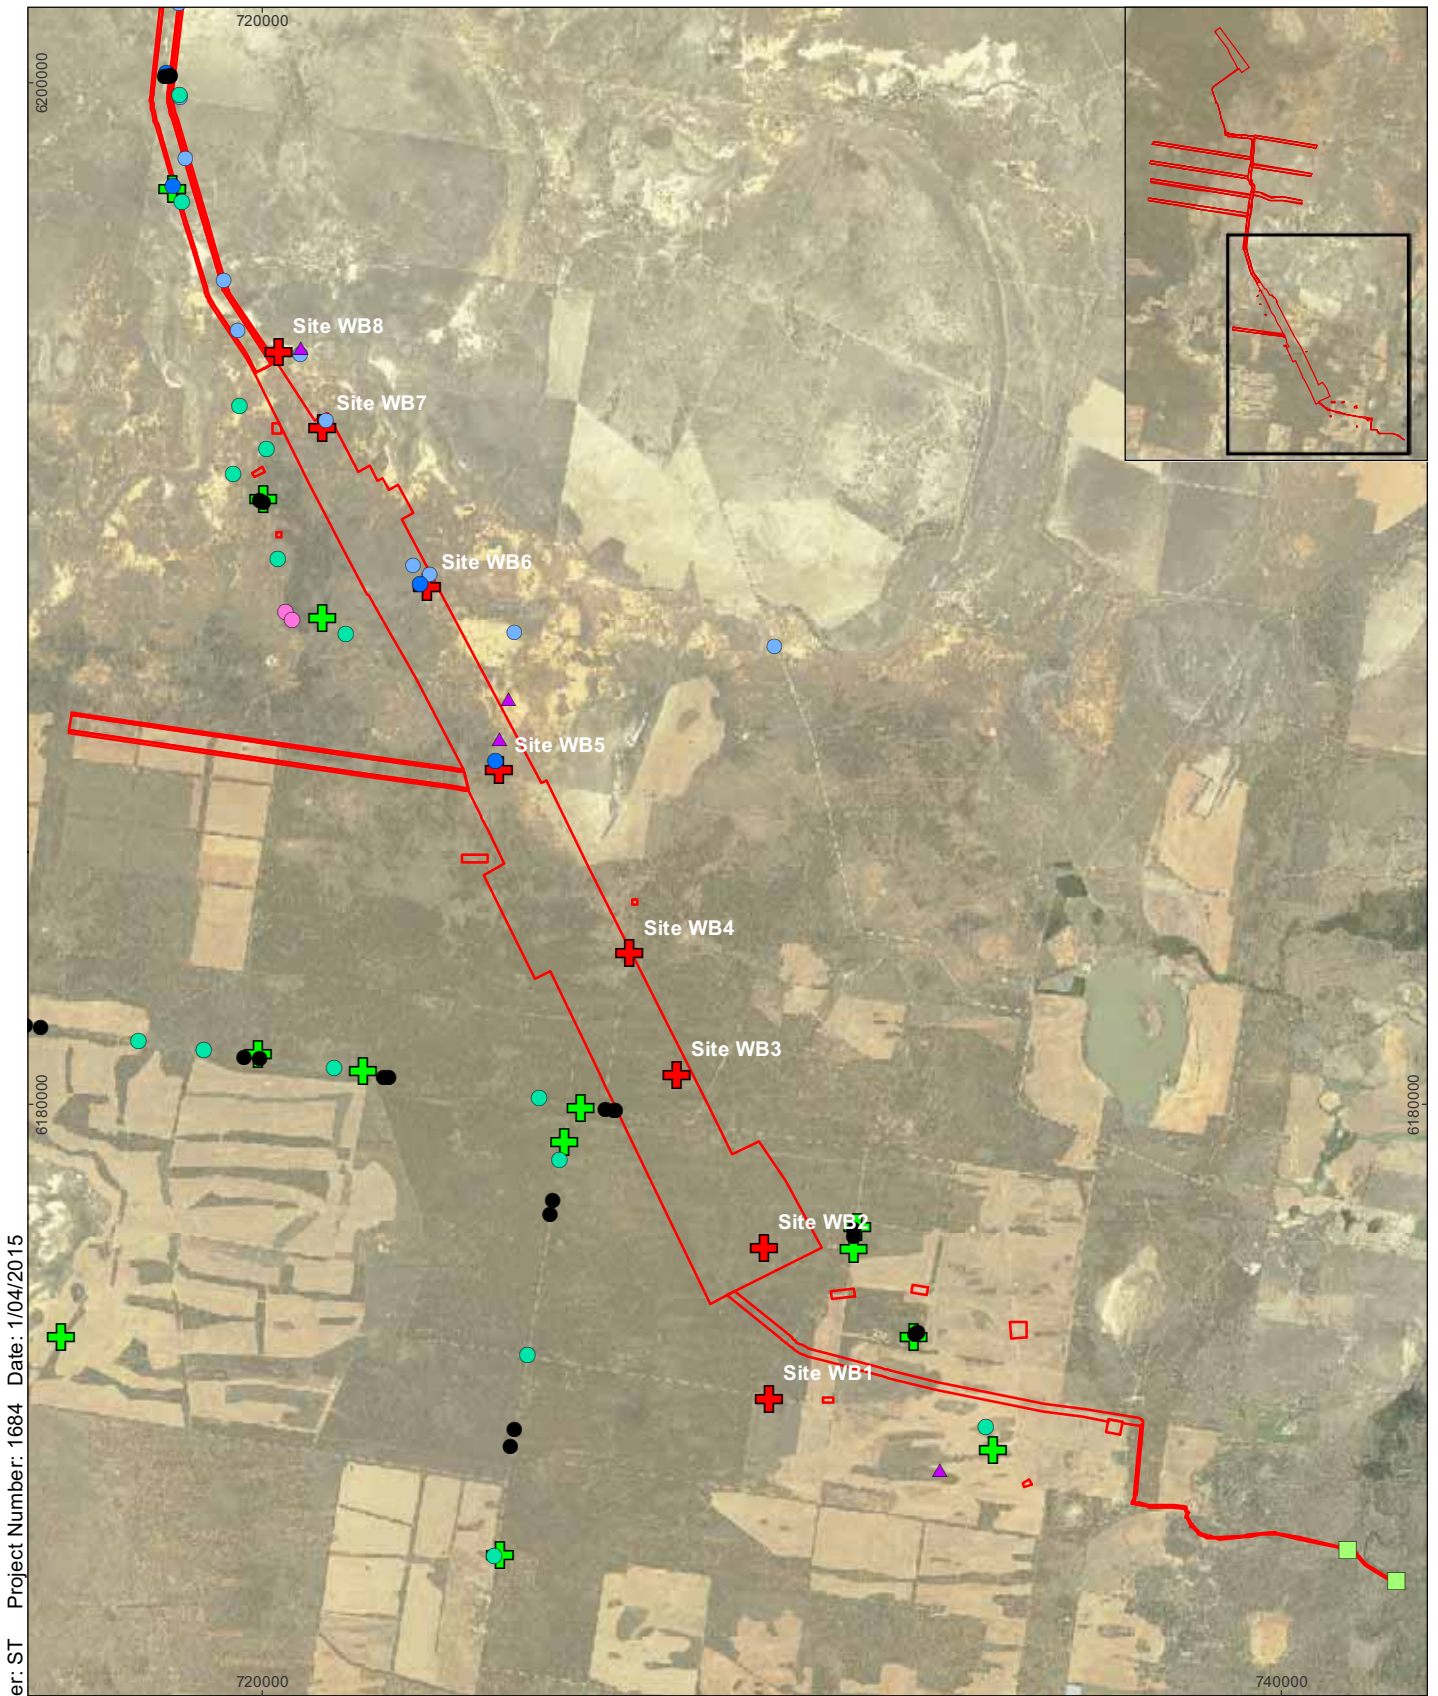 720000
6200000
Site WB8
Site WB7
Site WB6
Site WB5
Site WB4
Site WB3
6180000
6180000
Site WB2
Site WB1
720000
740000
er: ST Project Number: 1684 Date: 1/04/2015